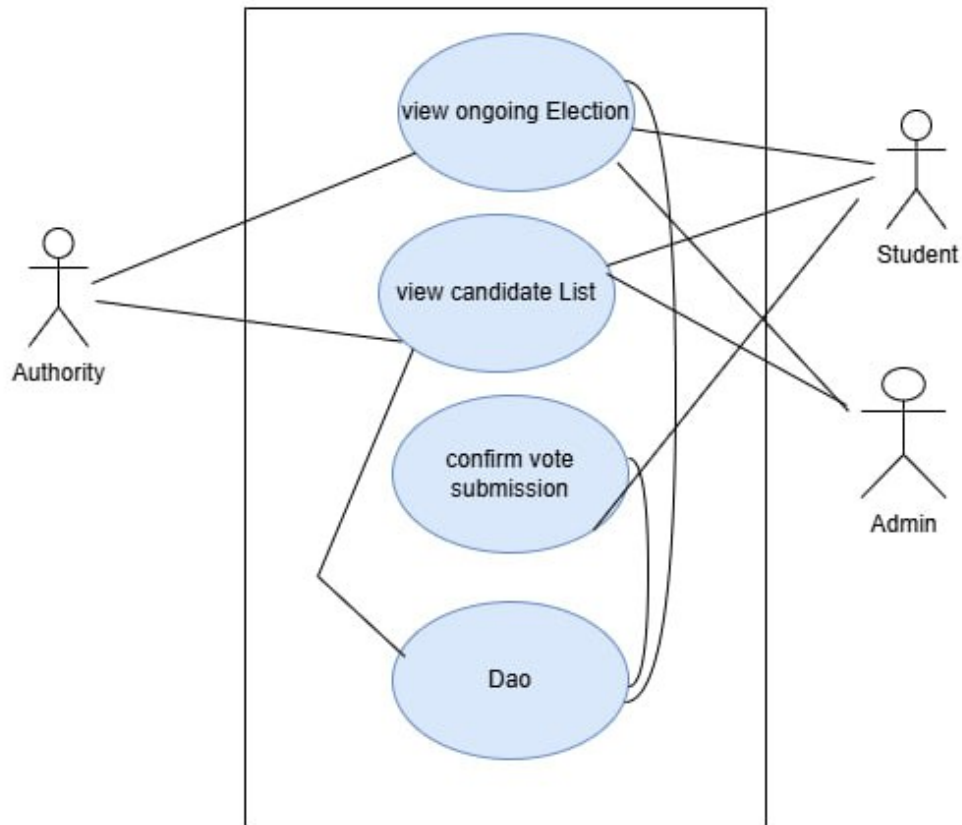 view ongoing Election
Student
view candidate List
Authority
confirm vote
submission
Admin
Dao